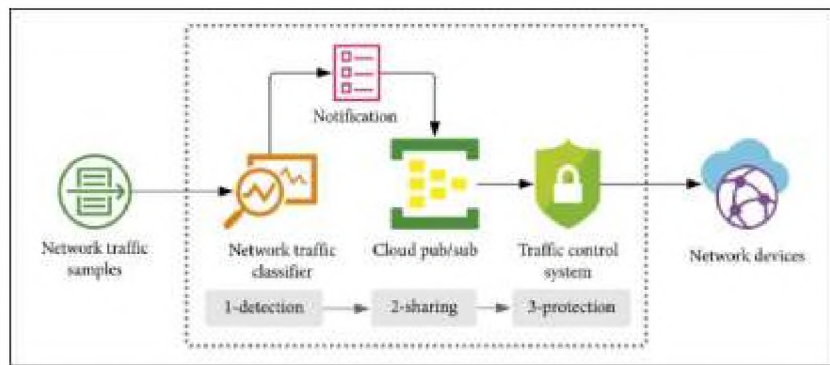 Notification
Network traffic
samples
Network traffic
classifier
Cloud pub/sub
Traffic control
system
Network devices
1-detection
2-sharing
3-protection